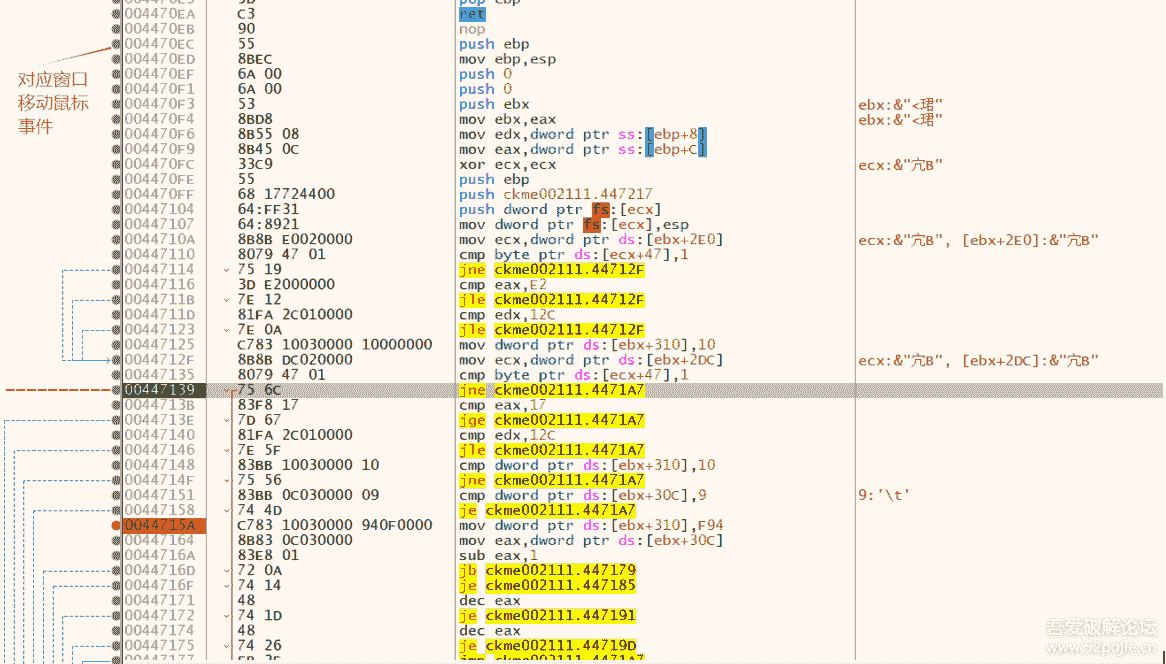 004470EA C3 ret
004470EB 90 nop
004470EC 55 push ebp
004470ED 8BEC mov ebp,esp
对应窗口
004470EF 6A 00 push 0
004470F1 6A 00 push 0
移动鼠标
004470F3 53 push ebx ebx:&"<珺"
004470F4 8BD8 mov ebx,eax ebx:&"<珺"
事件
004470F6 8B55 08 mov edx,dword ptr ss:[ebp+8]
004470F9 8B45 0C mov eax,dword ptr ss:[ebp+C]
004470FC 33C9 xor ecx,ecx ecx:&"宂B"
004470FE 55 push ebp
004470FF 68 17724400 push ckme002111.447217
00447104 64:FF31 push dword ptr fs:[ecx]
00447107 64:8921 mov dword ptr fs:[ecx],esp
0044710A 8B8B E0020000 mov ecx,dword ptr ds:[ebx+2E0] ecx:&"宂B", [ebx+2E0]:&"宂B"
00447110 8079 47 01 cmp byte ptr ds:[ecx+47],1
00447114 75 19 jne ckme002111.44712F
00447116 3D E2000000 cmp eax,E2
0044711B 7E 12 jle ckme002111.44712F
0044711D 81FA 2C010000 cmp edx,12C
00447123 7E 0A jle ckme002111.44712F
00447125 C783 10030000 10000000 mov dword ptr ds:[ebx+310],10
0044712F 8B8B DC020000 mov ecx,dword ptr ds:[ebx+2DC] ecx:&"宂B", [ebx+2DC]:&"宂B"
00447135 8079 47 01 cmp byte ptr ds:[ecx+47],1
00447139 75 6C jne ckme002111.4471A7
0044713B 83F8 17 cmp eax,17
0044713E 7D 67 jge ckme002111.4471A7
00447140 81FA 2C010000 cmp edx,12C
00447146 7E 5F jle ckme002111.4471A7
00447148 83BB 10030000 10 cmp dword ptr ds:[ebx+310],10
0044714F 75 56 jne ckme002111.4471A7
00447151 83BB 0C030000 09 cmp dword ptr ds:[ebx+30C],9 9:'\t'
00447158 74 4D je ckme002111.4471A7
0044715A C783 10030000 940F0000 mov dword ptr ds:[ebx+310],F94
00447164 8B83 0C030000 mov eax,dword ptr ds:[ebx+30C]
0044716A 83E8 01 sub eax,1
0044716D 72 0A jb ckme002111.447179
0044716F 74 14 je ckme002111.447185
00447171 48 dec eax
00447172 74 1D je ckme002111.447191
00447174 48 dec eax
00447175 74 26 je ckme002111.44719D
吾爱破解论坛
www.52pojie.cn